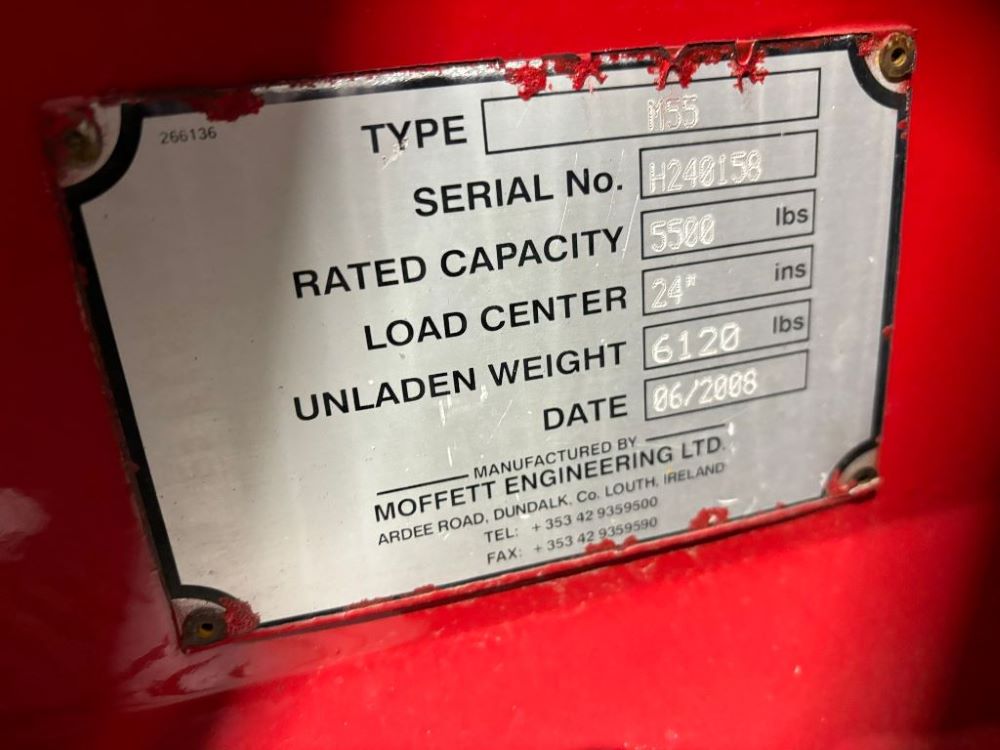 266136
TYPE M55
SERIAL No. H240158
RATED CAPACITY 5500 lbs
LOAD CENTER 24" ins
UNLADEN WEIGHT 6120 lbs
DATE 06/2008
MANUFACTURED BY
MOFFETT ENGINEERING LTD.
ARDEE ROAD, DUNDALK, Co. LOUTH, IRELAND
TEL: + 353 42 9359500
FAX: + 353 42 9359590